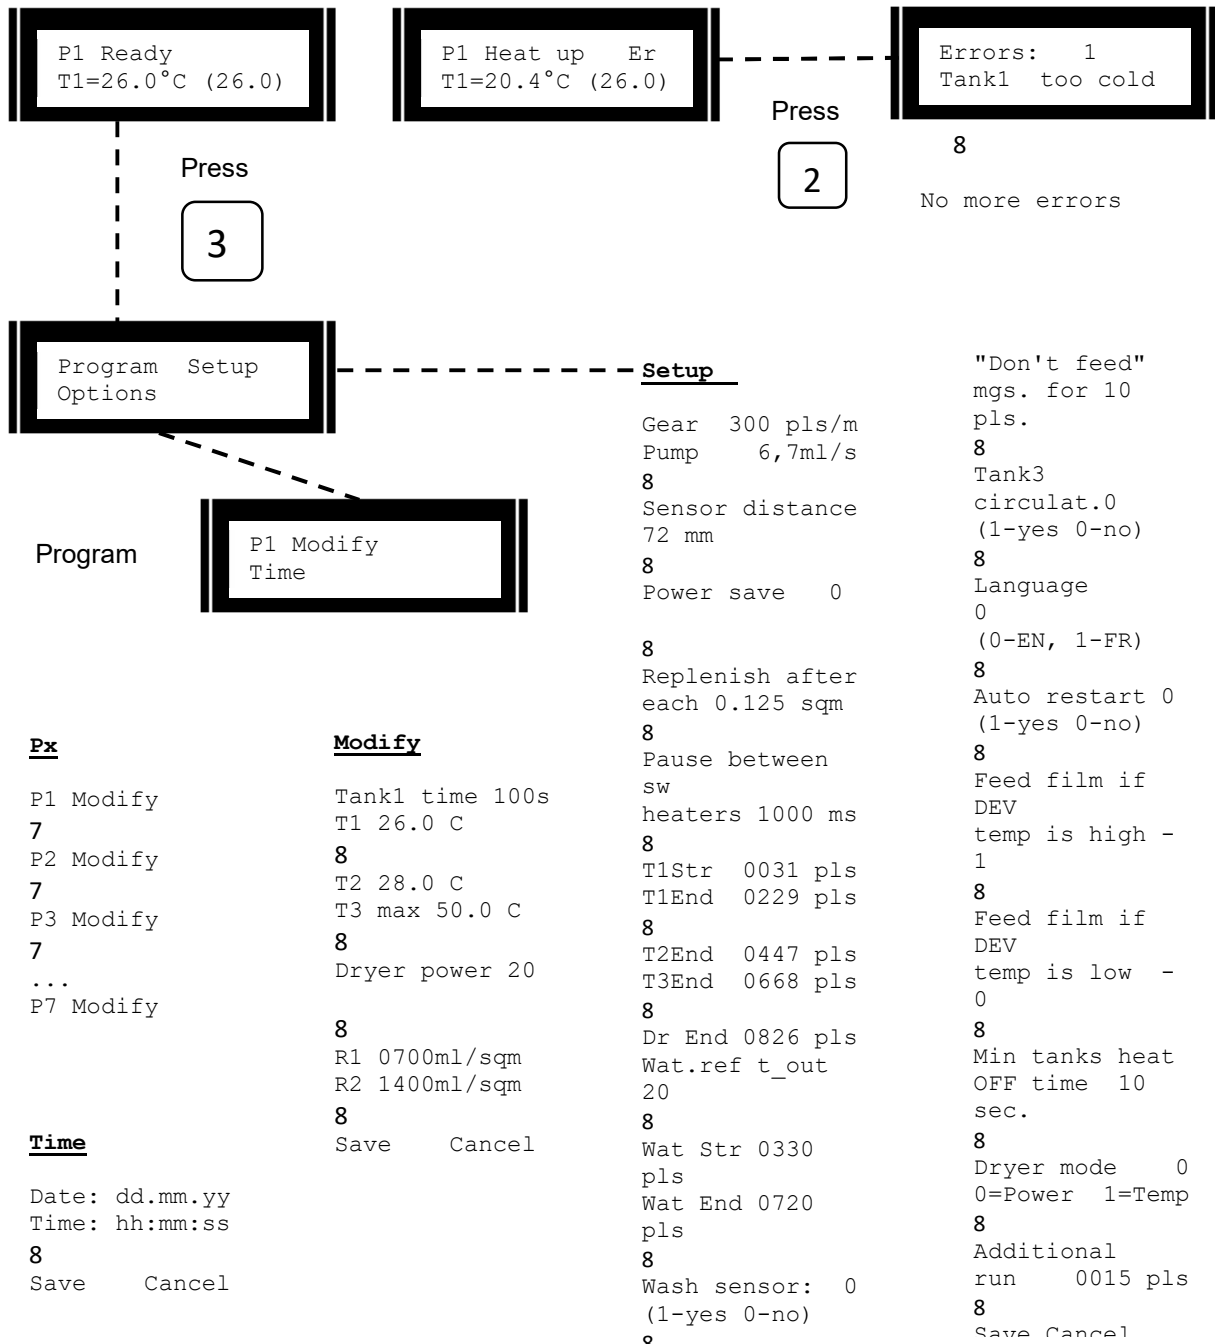 P1 Ready
T1=26.0°C (26.0)
P1 Heat up   Er
T1=20.4°C (26.0)
Errors:   1
Tank1  too cold
Press
2
8
No more errors
Press
3
Program  Setup
Options
Program
P1 Modify
Time
Px
P1 Modify
7
P2 Modify
7
P3 Modify
7
...
P7 Modify
Time
Date: dd.mm.yy
Time: hh:mm:ss
8
Save    Cancel
Modify
Tank1 time 100s
T1 26.0 C
8
T2 28.0 C
T3 max 50.0 C
8
Dryer power 20
8
R1 0700ml/sqm
R2 1400ml/sqm
8
Save    Cancel
Setup
Gear  300 pls/m
Pump    6,7ml/s
8
Sensor distance
72 mm
8
Power save   0
8
Replenish after
each 0.125 sqm
8
Pause between
sw
heaters 1000 ms
8
T1Str  0031 pls
T1End  0229 pls
8
T2End  0447 pls
T3End  0668 pls
8
Dr End 0826 pls
Wat.ref t_out
20
8
Wat Str 0330
pls
Wat End 0720
pls
8
Wash sensor:  0
(1-yes 0-no)
8
"Don't feed"
mgs. for 10
pls.
8
Tank3
circulat.0
(1-yes 0-no)
8
Language
0
(0-EN, 1-FR)
8
Auto restart 0
(1-yes 0-no)
8
Feed film if
DEV
temp is high -
1
8
Feed film if
DEV
temp is low  -
0
8
Min tanks heat
OFF time  10
sec.
8
Dryer mode    0
0=Power  1=Temp
8
Additional
run    0015 pls
8
Save Cancel